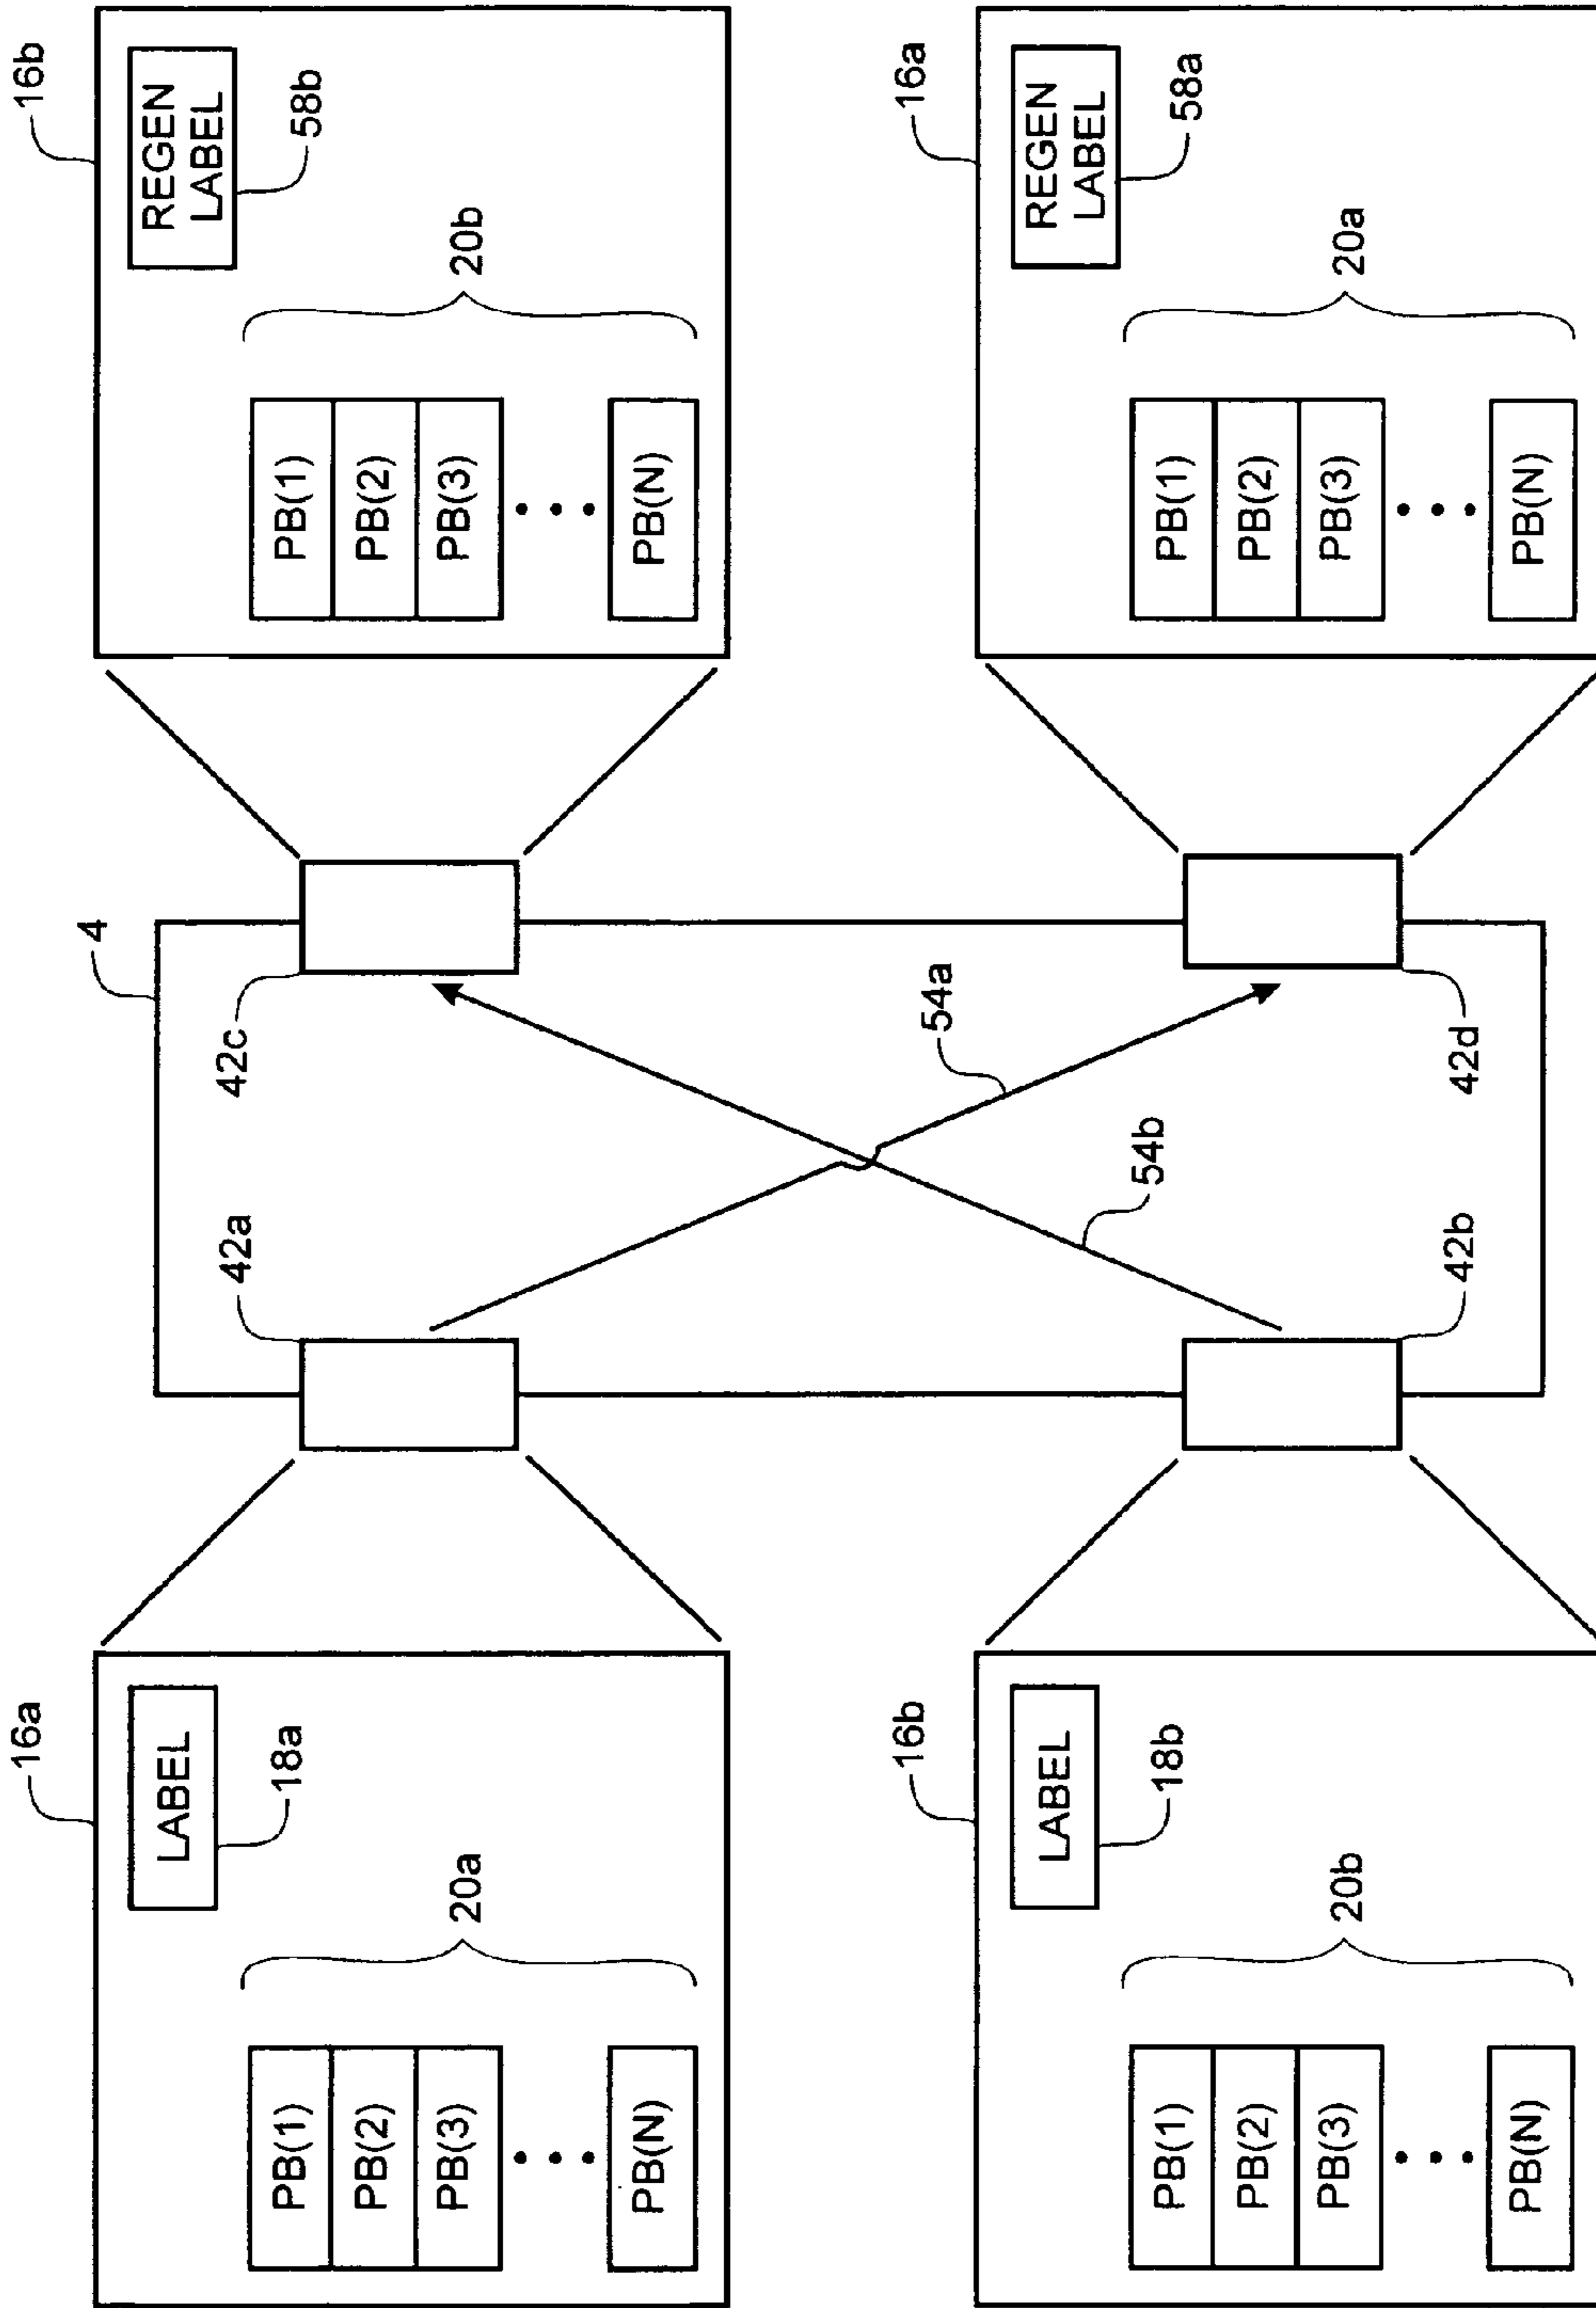 16a
LABEL
18a
PB(1)
PB(2)
PB(3)
PB(N)
20a
4
42a
42c
16b
REGEN
LABEL
58b
PB(1)
PB(2)
PB(3)
PB(N)
20b
54a
54b
16b
LABEL
18b
PB(1)
PB(2)
PB(3)
PB(N)
20b
42b
42d
16a
REGEN
LABEL
58a
PB(1)
PB(2)
PB(3)
PB(N)
20a